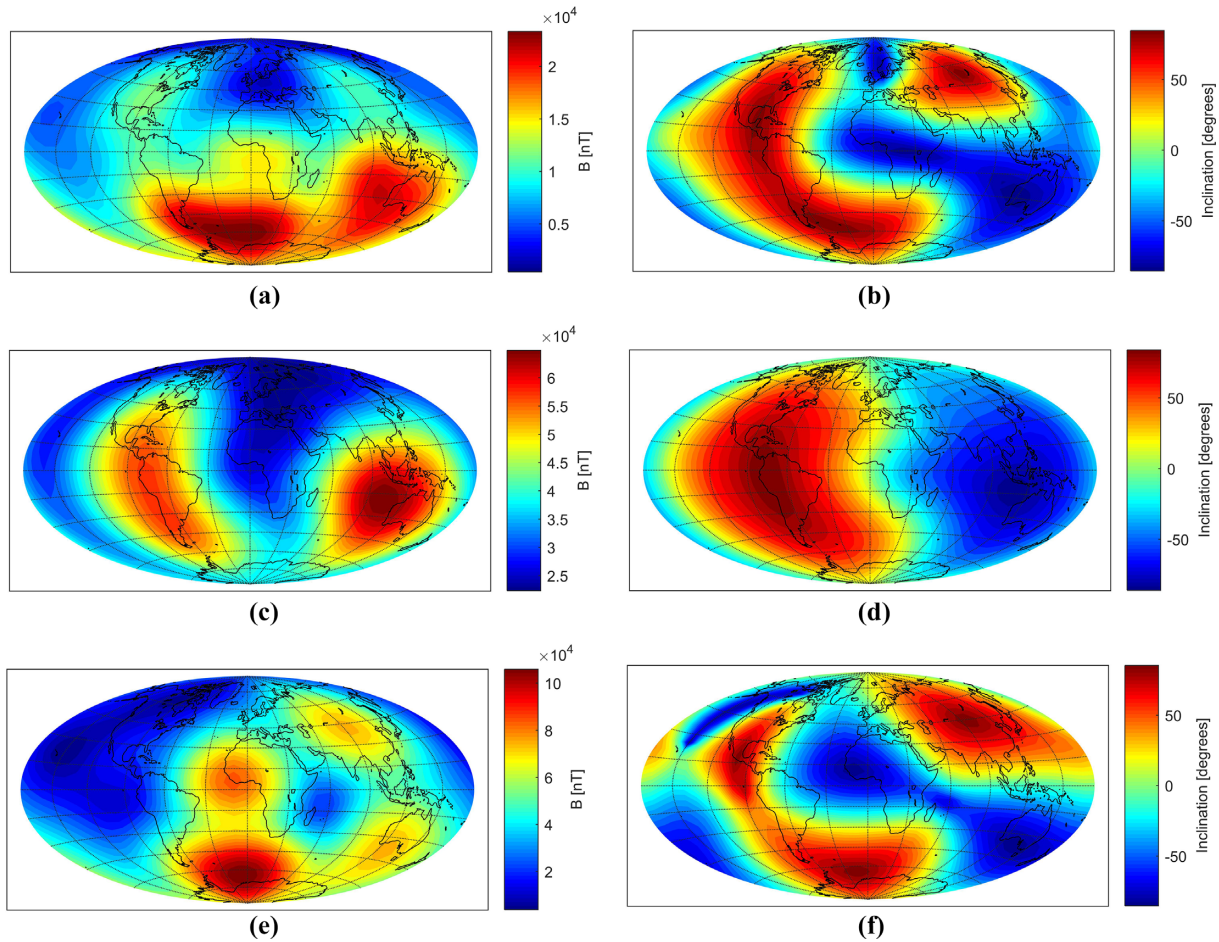 ×10⁴
2
1.5
1
0.5
B [nT]
(a)
50
0
-50
Inclination [degrees]
(b)
×10⁴
6
5.5
5
4.5
4
3.5
3
2.5
B [nT]
(c)
50
0
-50
Inclination [degrees]
(d)
×10⁴
10
8
6
4
2
B [nT]
(e)
50
0
-50
Inclination [degrees]
(f)